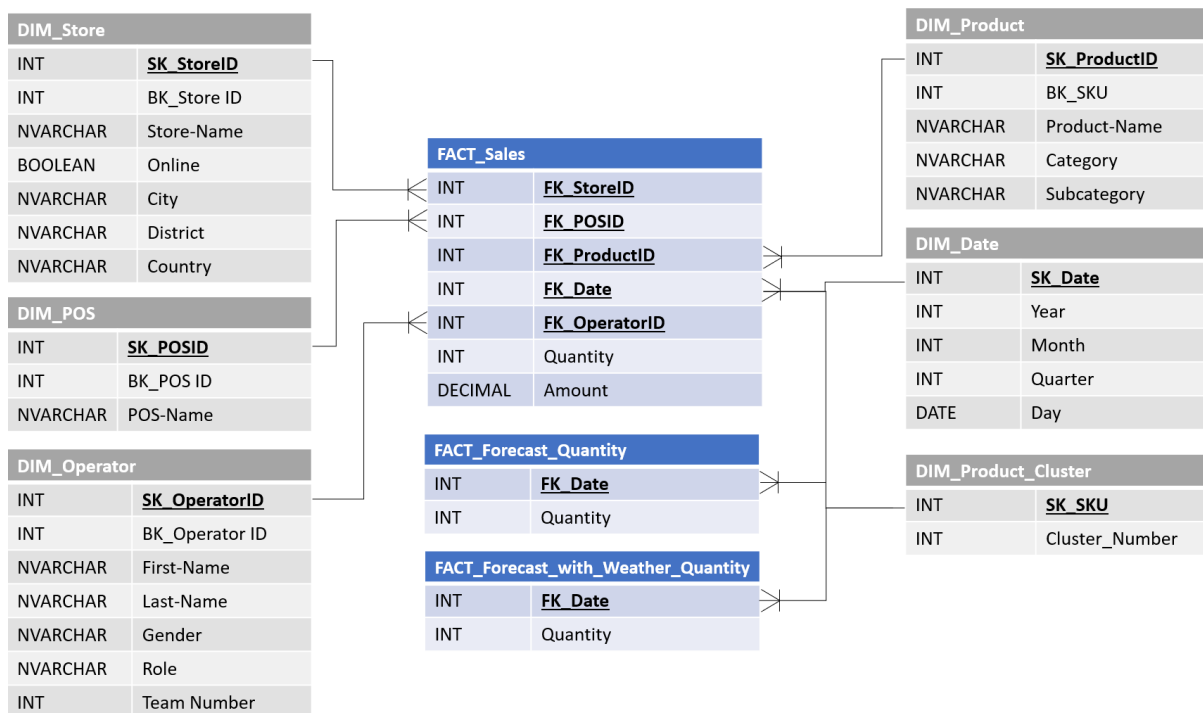 DIM_Store
INT SK_StoreID
INT BK_Store ID
NVARCHAR Store-Name
BOOLEAN Online
NVARCHAR City
NVARCHAR District
NVARCHAR Country
DIM_POS
INT SK_POSID
INT BK_POS ID
NVARCHAR POS-Name
DIM_Operator
INT SK_OperatorID
INT BK_Operator ID
NVARCHAR First-Name
NVARCHAR Last-Name
NVARCHAR Gender
NVARCHAR Role
INT Team Number
FACT_Sales
INT FK_StoreID
INT FK_POSID
INT FK_ProductID
INT FK_Date
INT FK_OperatorID
INT Quantity
DECIMAL Amount
FACT_Forecast_Quantity
INT FK_Date
INT Quantity
FACT_Forecast_with_Weather_Quantity
INT FK_Date
INT Quantity
DIM_Product
INT SK_ProductID
INT BK_SKU
NVARCHAR Product-Name
NVARCHAR Category
NVARCHAR Subcategory
DIM_Date
INT SK_Date
INT Year
INT Month
INT Quarter
DATE Day
DIM_Product_Cluster
INT SK_SKU
INT Cluster_Number